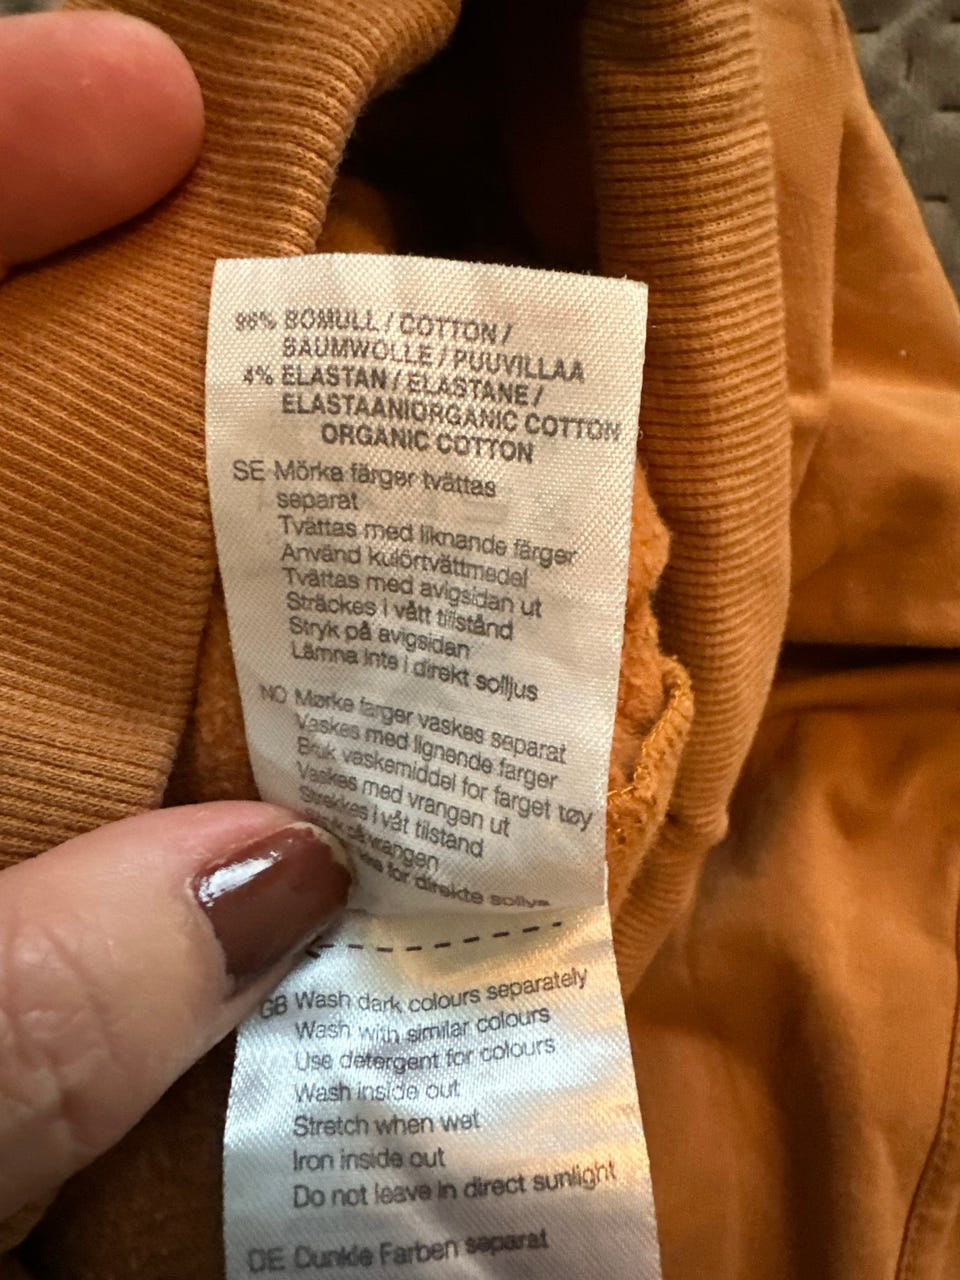 96% BOMULL / COTTON /
BAUMWOLLE / PUUVILLAA
4% ELASTAN / ELASTANE /
ELASTAANIORGANIC COTTON
ORGANIC COTTON
SE Mörka färger tvättas
separat
Tvättas med liknande färger
Använd kulörtvättmedel
Tvättas med avigsidan ut
Sträckes i vått tillstånd
Stryk på avigsidan
Lämna inte i direkt solljus
NO Mørke farger vaskes separat
Vaskes med lignende farger
Bruk vaskemiddel for farget tøy
Vaskes med vrangen ut
Strekkes i våt tilstand
på vrangen
for direkte sollys
GB Wash dark colours separately
Wash with similar colours
Use detergent for colours
Wash inside out
Stretch when wet
Iron inside out
Do not leave in direct sunlight
DE Dunkle Farben separat